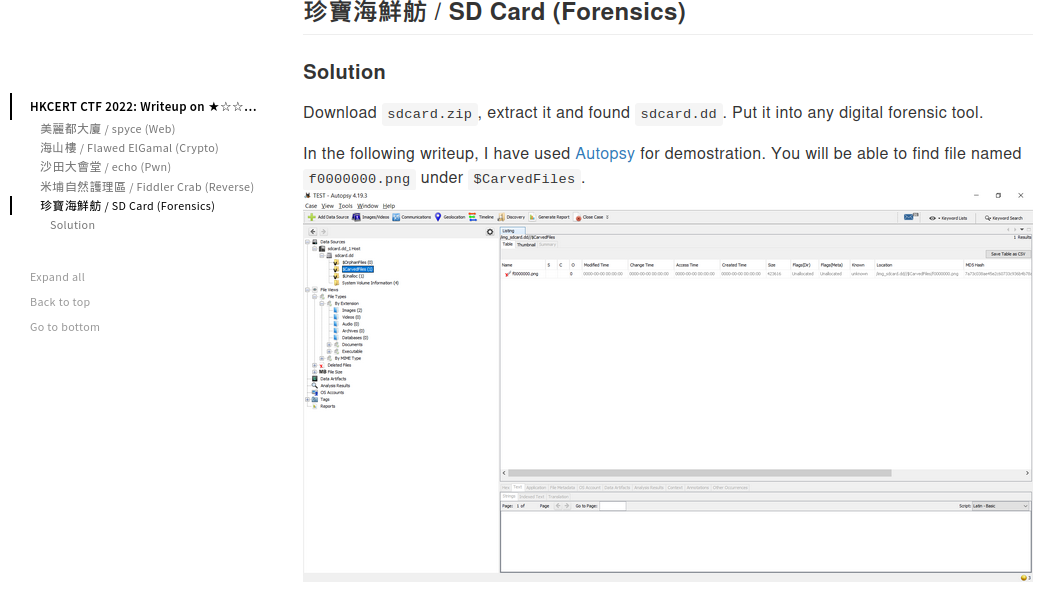 珍寶海鮮舫 / SD Card (Forensics)
Solution
Download sdcard.zip , extract it and found sdcard.dd . Put it into any digital forensic tool.
In the following writeup, I have used Autopsy for demostration. You will be able to find file named
f0000000.png under $CarvedFiles .
HKCERT CTF 2022: Writeup on ★☆☆...
美麗都大廈 / spyce (Web)
海山樓 / Flawed ElGamal (Crypto)
沙田大會堂 / echo (Pwn)
米埔自然護理區 / Fiddler Crab (Reverse)
珍寶海鮮舫 / SD Card (Forensics)
Solution
Expand all
Back to top
Go to bottom
TEST - Autopsy 4.19.3
Case View Tools Window Help
Add Data Source Images/Videos Communications Geolocation Timeline Discovery Generate Report Close Case Keyword Lists Keyword Search
Data Sources
sdcard.dd_1 Host
sdcard.dd
$OrphanFiles (0)
$CarvedFiles (1)
$Unalloc (1)
System Volume Information (4)
File Views
File Types
By Extension
Images (2)
Videos (0)
Audio (0)
Archives (0)
Databases (0)
Documents
Executable
By MIME Type
Deleted Files
MB File Size
Data Artifacts
Analysis Results
OS Accounts
Tags
Reports
Listing
/img_sdcard.dd/$CarvedFiles 1 Results
Table Thumbnail Summary
Save Table as CSV
Name S C O Modified Time Change Time Access Time Created Time Size Flags(Dir) Flags(Meta) Known Location MD5 Hash
f0000000.png 0 0000-00-00 00:00:00 0000-00-00 00:00:00 0000-00-00 00:00:00 0000-00-00 00:00:00 Unallocated Unallocated unknown /img_sdcard.dd/$CarvedFiles/f0000000.png
Hex Text Application File Metadata OS Account Data Artifacts Analysis Results Context Annotations Other Occurrences
Strings Indexed Text Translation
Page: 1 of Page Go to Page: Script: Latin - Basic